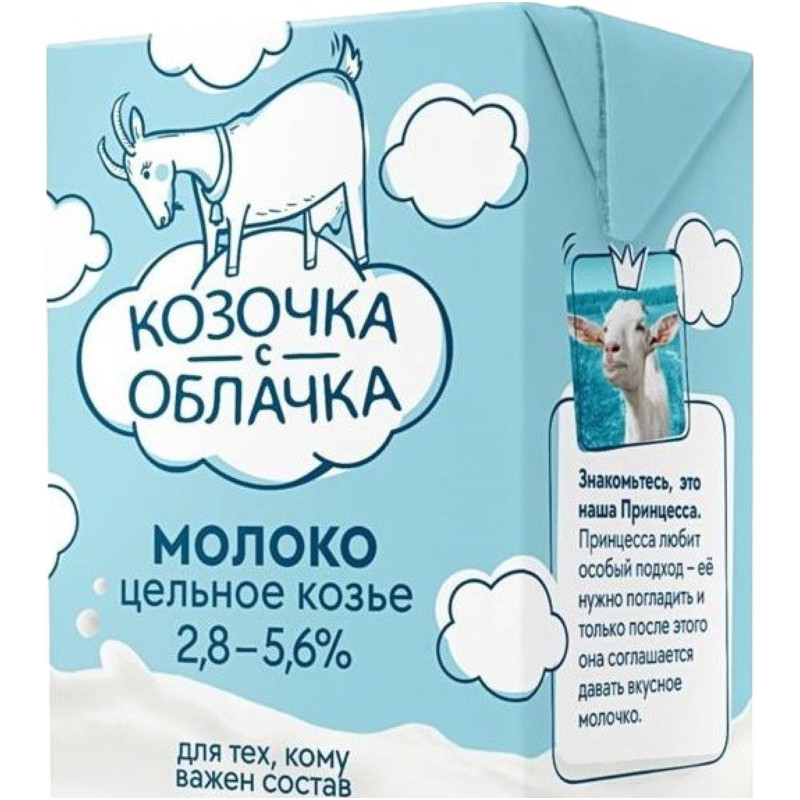 КОЗОЧКА
с
ОБЛАЧКА
МОЛОКО
цельное козье
2,8–5,6%
для тех, кому
важен состав
Знакомьтесь, это
наша Принцесса.
Принцесса любит
особый подход – её
нужно погладить и
только после этого
она соглашается
давать вкусное
молочко.